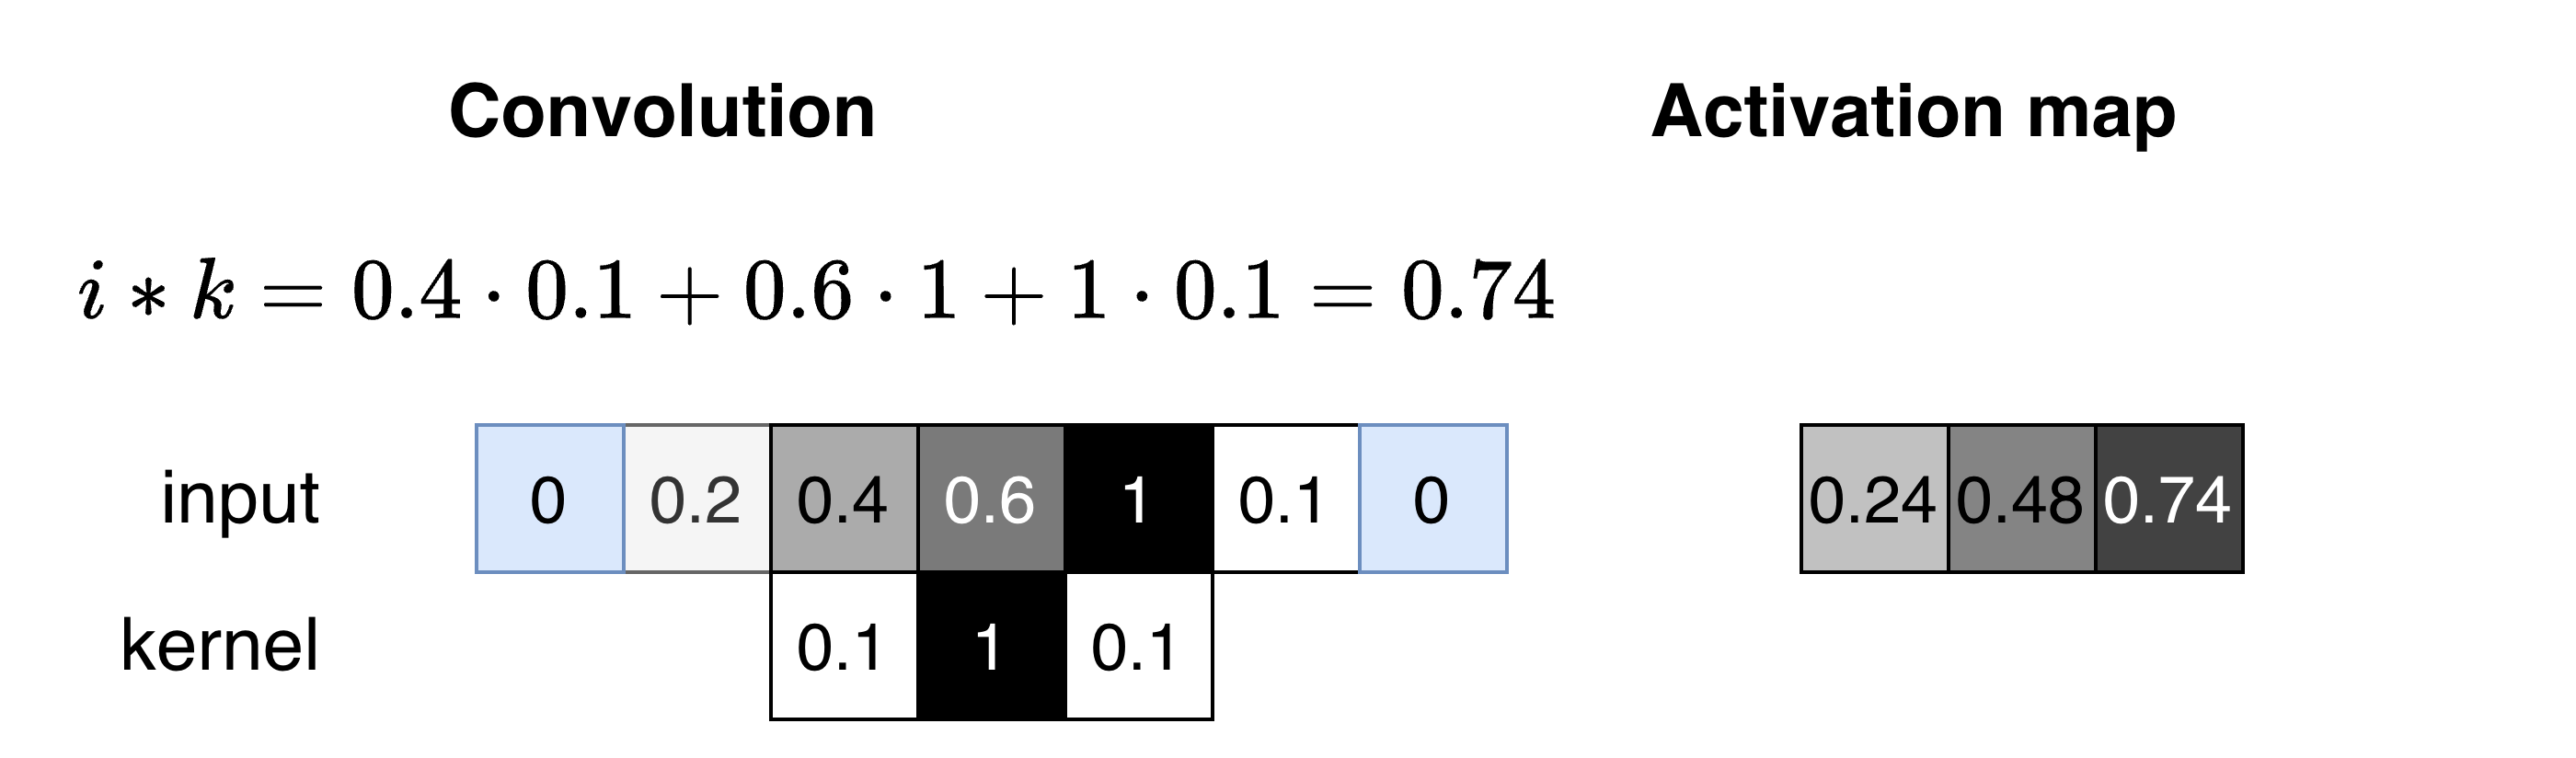 Convolution Activation map
i ∗ k = 0.4 · 0.1 + 0.6 · 1 + 1 · 0.1 = 0.74
input 0 0.2 0.4 0.6 1 0.1 0 0.24 0.48 0.74
kernel 0.1 1 0.1